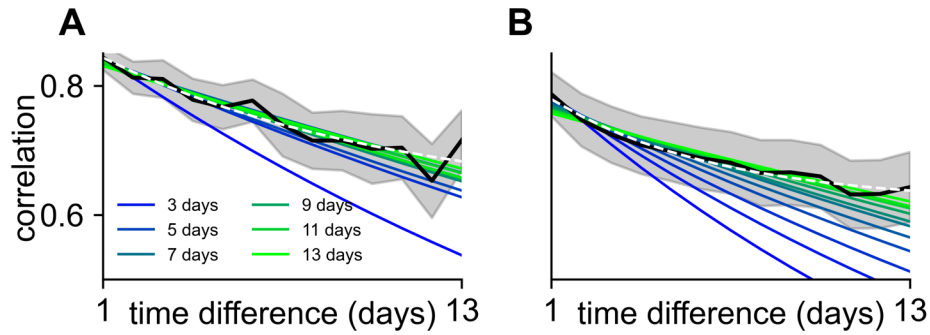 A
B
0.8
0.6
correlation
3 days
9 days
5 days
11 days
7 days
13 days
1 time difference (days) 13
1 time difference (days) 13